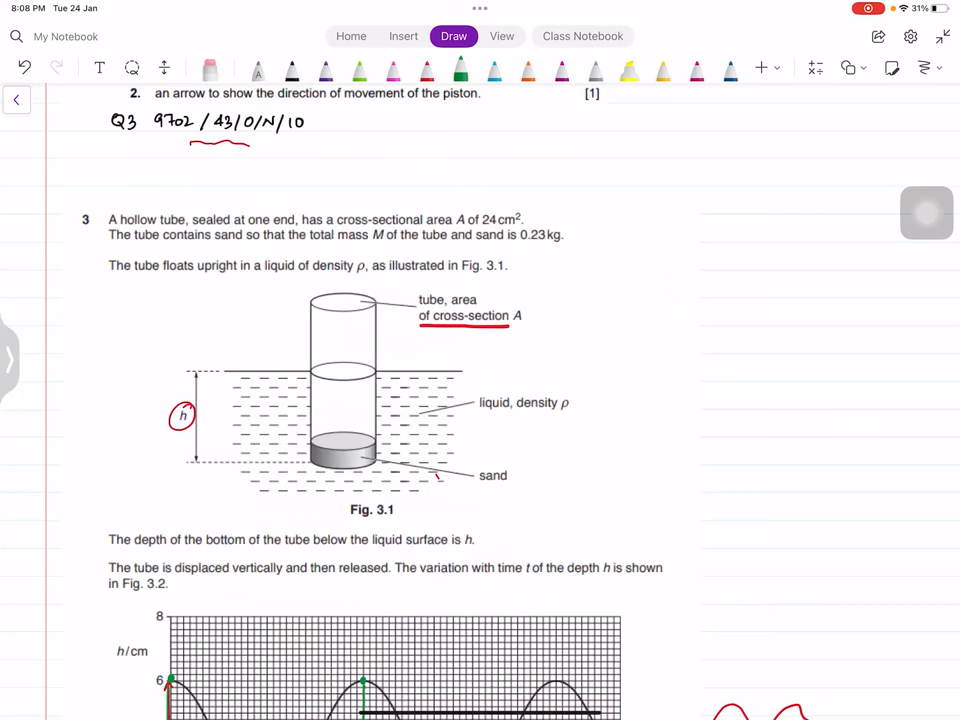 8:08 PM Tue 24 Jan
31%
My Notebook
Home Insert Draw View Class Notebook
T
A
2. an arrow to show the direction of movement of the piston. [1]
Q3 9702 / 43/O/N/10
3 A hollow tube, sealed at one end, has a cross-sectional area A of 24 cm².
The tube contains sand so that the total mass M of the tube and sand is 0.23 kg.
The tube floats upright in a liquid of density ρ, as illustrated in Fig. 3.1.
tube, area
of cross-section A
liquid, density ρ
h
sand
Fig. 3.1
The depth of the bottom of the tube below the liquid surface is h.
The tube is displaced vertically and then released. The variation with time t of the depth h is shown
in Fig. 3.2.
8
h/cm
6